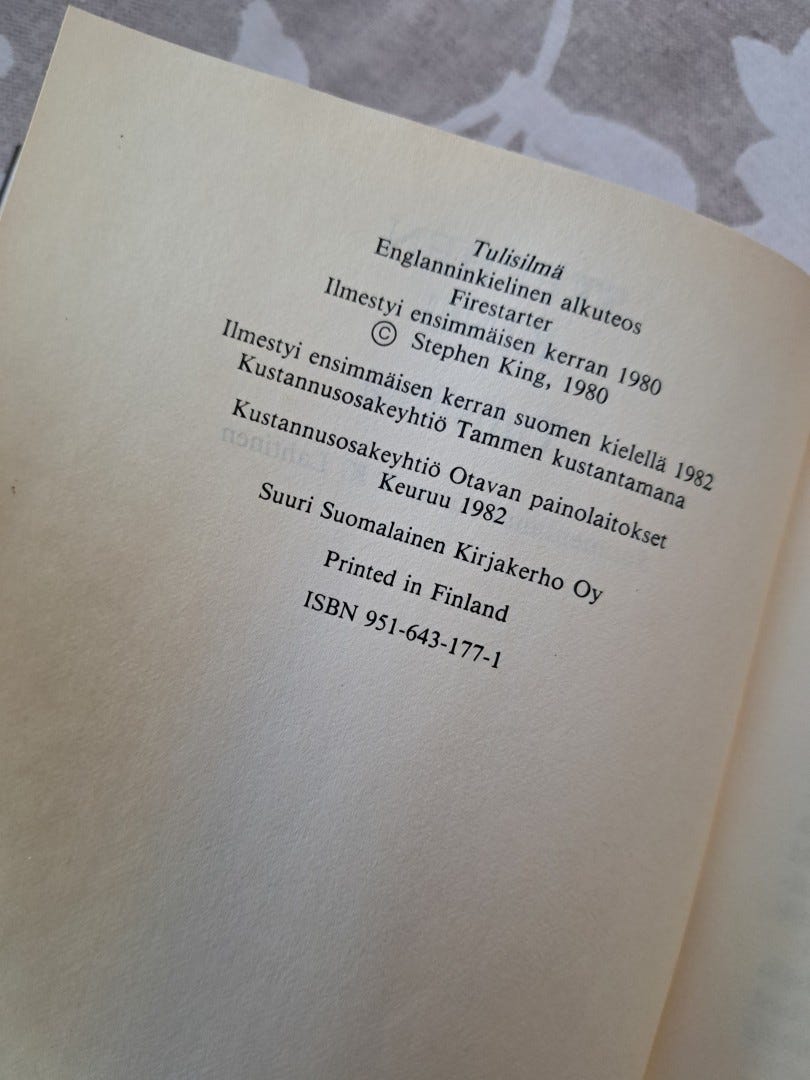 Tulisilmä
Englanninkielinen alkuteos
Firestarter
Ilmestyi ensimmäisen kerran 1980
© Stephen King, 1980
Ilmestyi ensimmäisen kerran suomen kielellä 1982
Kustannusosakeyhtiö Tammen kustantamana
Kustannusosakeyhtiö Otavan painolaitokset
Keuruu 1982
Suuri Suomalainen Kirjakerho Oy
Printed in Finland
ISBN 951-643-177-1